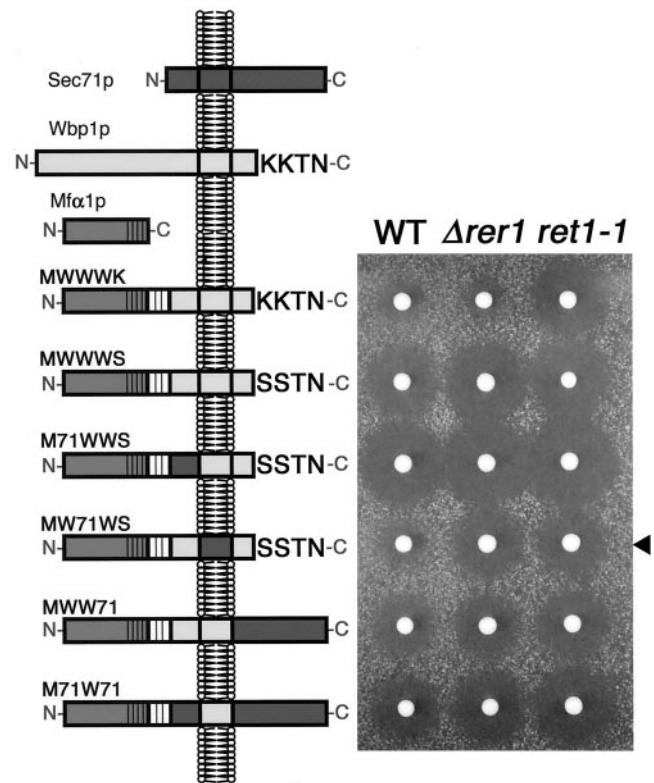 Sec71p
N- -C
Wbp1p
N- KKTN-C
Mfα1p
N- -C
WT Δrer1 ret1-1
MWWWK
N- KKTN-C
MWWWS
N- SSTN-C
M71WWS
N- SSTN-C
MW71WS
N- SSTN-C
MWW71
N- -C
M71W71
N- -C